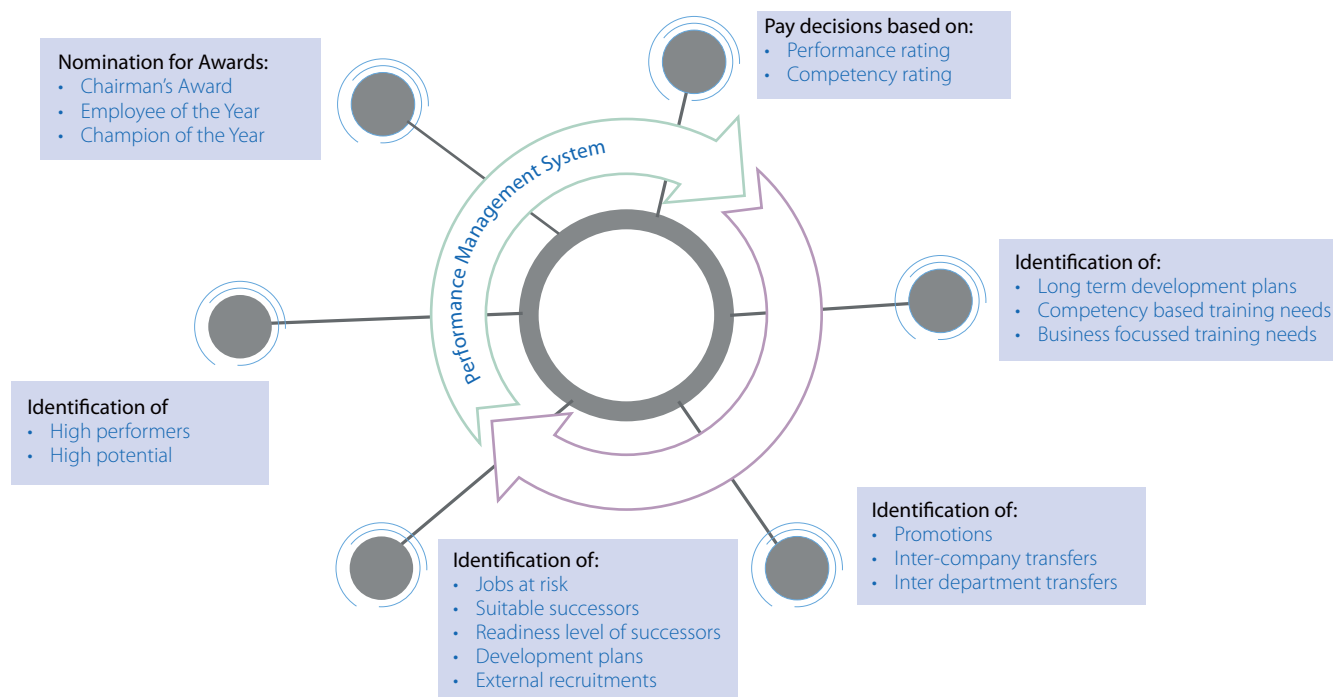 Pay decisions based on:
• Performance rating
• Competency rating
Nomination for Awards:
• Chairman’s Award
• Employee of the Year
• Champion of the Year
Performance Management System
Identification of:
• Long term development plans
• Competency based training needs
• Business focussed training needs
Identification of
• High performers
• High potential
Identification of:
• Promotions
• Inter-company transfers
• Inter department transfers
Identification of:
• Jobs at risk
• Suitable successors
• Readiness level of successors
• Development plans
• External recruitments